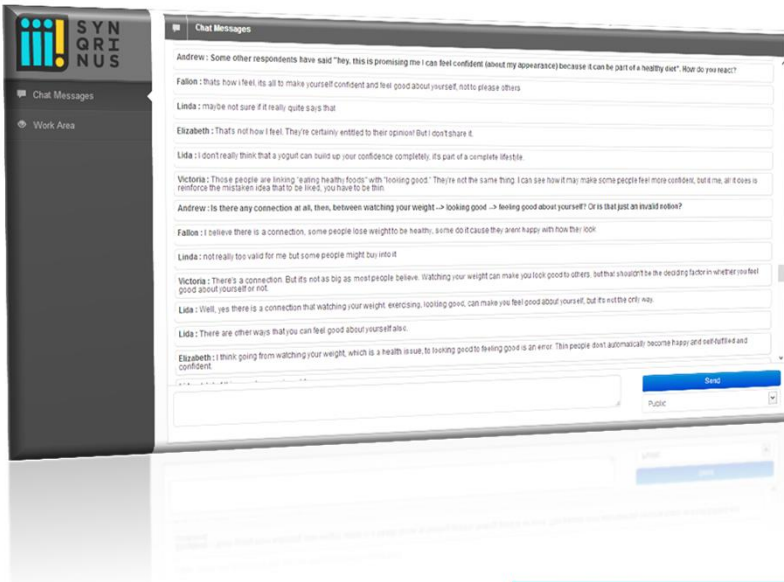 SYN
QRI
NUS
Chat Messages
Work Area
Chat Messages
Andrew : Some other respondents have said "hey, this is promising me I can feel confident (about my appearance) because it can be part of a healthy diet". How do you react?
Fallon : thats how i feel, its all to make yourself confident and feel good about yourself, not to please others
Linda : maybe not sure if it really quite says that
Elizabeth : That's not how I feel. They're certainly entitled to their opinion! But I don't share it.
Lida : I don't really think that a yogurt can build up your confidence completely, it's part of a complete lifestile.
Victoria : Those people are linking "eating healthy foods" with "looking good." They're not the same thing. I can see how it may make some people feel more confident, but it me, all it does is
reinforce the mistaken idea that to be liked, you have to be thin.
Andrew : Is there any connection at all, then, between watching your weight --> looking good --> feeling good about yourself? Or is that just an invalid notion?
Fallon : I believe there is a connection, some people lose weight to be healthy, some do it cause they arent happy with how they look
Linda : not really too valid for me but some people might buy into it
Victoria : There's a connection. But it's not as big as most people believe. Watching your weight can make you look good to others, but that shouldn't be the deciding factor in whether you feel
good about yourself or not.
Lida : Well, yes there is a connection that watching your weight, exercising, looking good, can make you feel good about yourself, but it's not the only way.
Lida : There are other ways that you can feel good about yourself also.
Elizabeth : I think going from watching your weight, which is a health issue, to looking good to feeling good is an error. Thin people don't automatically become happy and self-fulfilled and
confident.
Send
Public